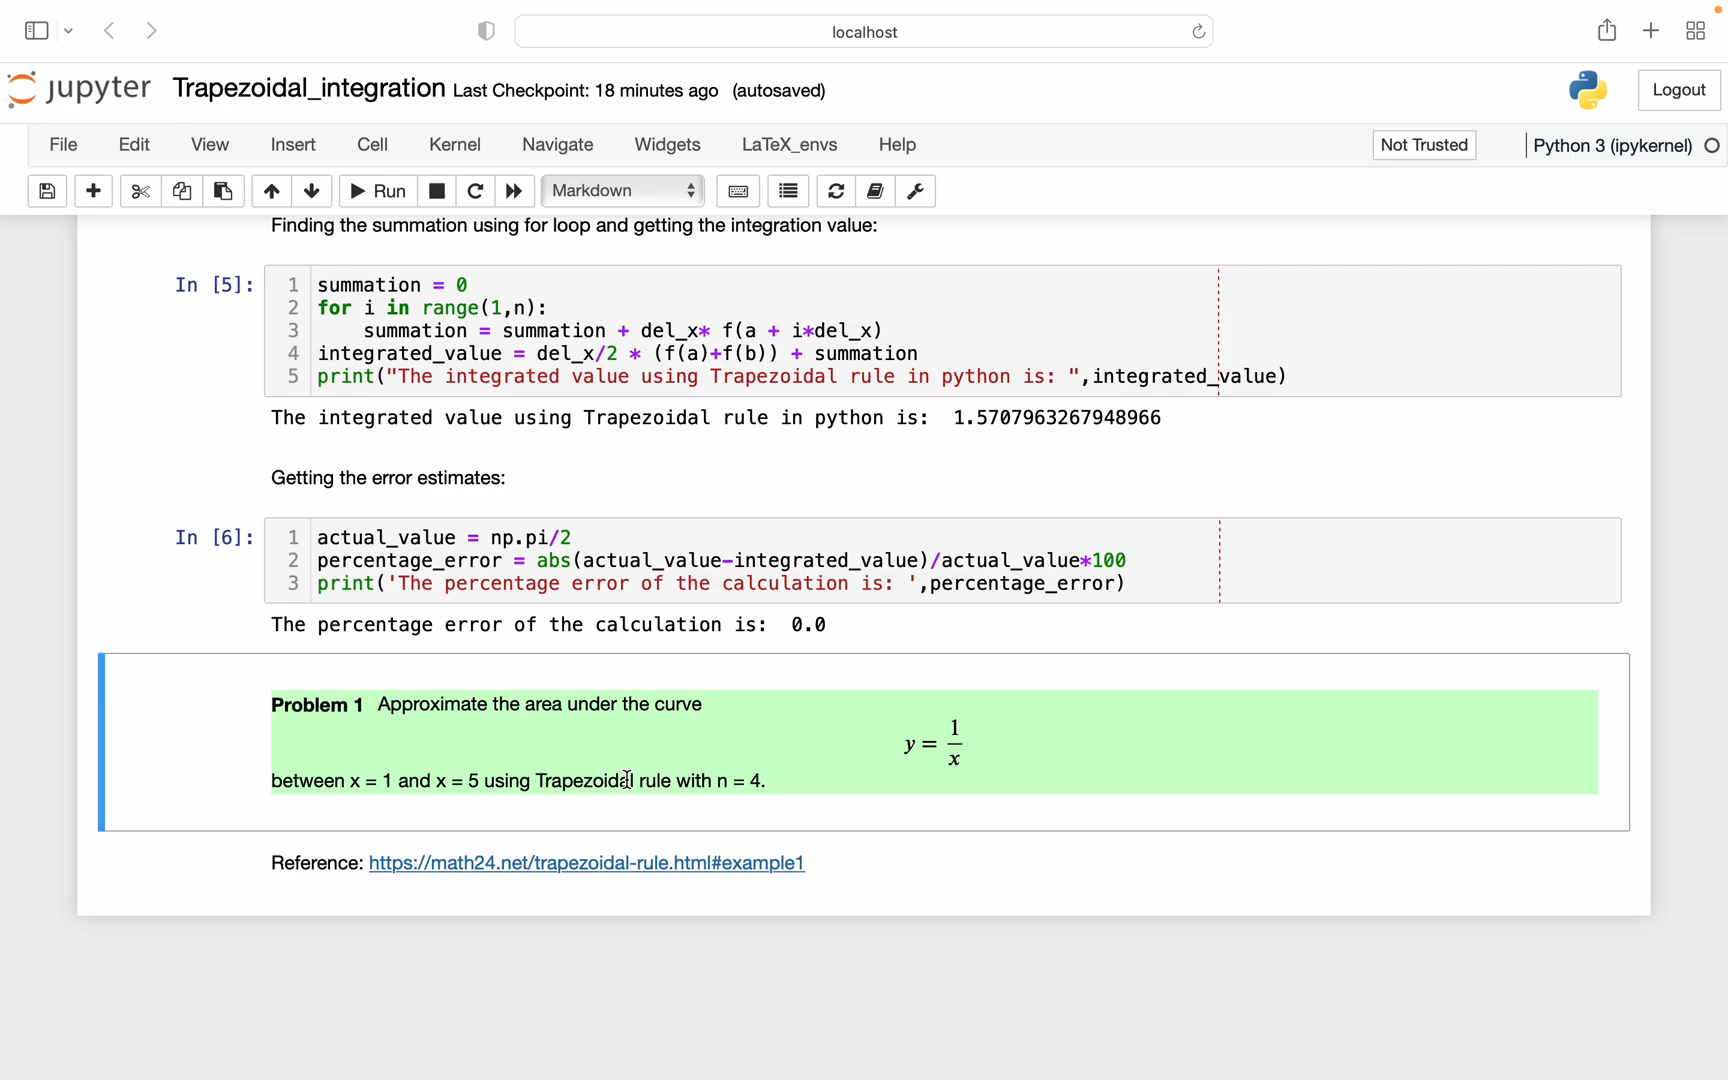 localhost
jupyter Trapezoidal_integration Last Checkpoint: 18 minutes ago (autosaved)
Logout
File Edit View Insert Cell Kernel Navigate Widgets LaTeX_envs Help
Not Trusted
Python 3 (ipykernel)
Run
Markdown
Finding the summation using for loop and getting the integration value:
In [5]:
1 summation = 0
2 for i in range(1,n):
3     summation = summation + del_x* f(a + i*del_x)
4 integrated_value = del_x/2 * (f(a)+f(b)) + summation
5 print("The integrated value using Trapezoidal rule in python is: ",integrated_value)
The integrated value using Trapezoidal rule in python is:  1.5707963267948966
Getting the error estimates:
In [6]:
1 actual_value = np.pi/2
2 percentage_error = abs(actual_value-integrated_value)/actual_value*100
3 print('The percentage error of the calculation is: ',percentage_error)
The percentage error of the calculation is:  0.0
Problem 1 Approximate the area under the curve
y = 1/x
between x = 1 and x = 5 using Trapezoidal rule with n = 4.
Reference: https://math24.net/trapezoidal-rule.html#example1